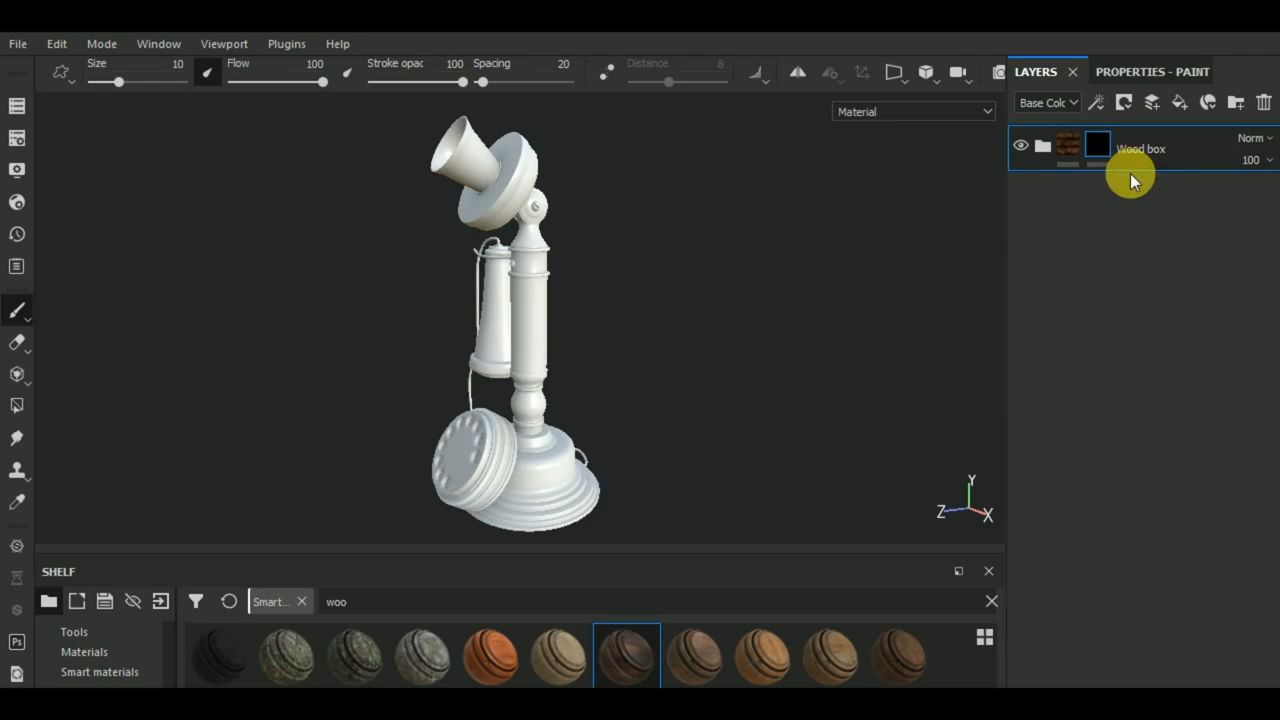 File Edit Mode Window Viewport Plugins Help
Size 10 Flow 100 Stroke opac 100 Spacing 20 Distance 8
LAYERS PROPERTIES - PAINT
Material
Base Colc
Norm
Wood box
100
Y
Z X
SHELF
Smart... woo
Tools
Materials
Smart materials
Ps